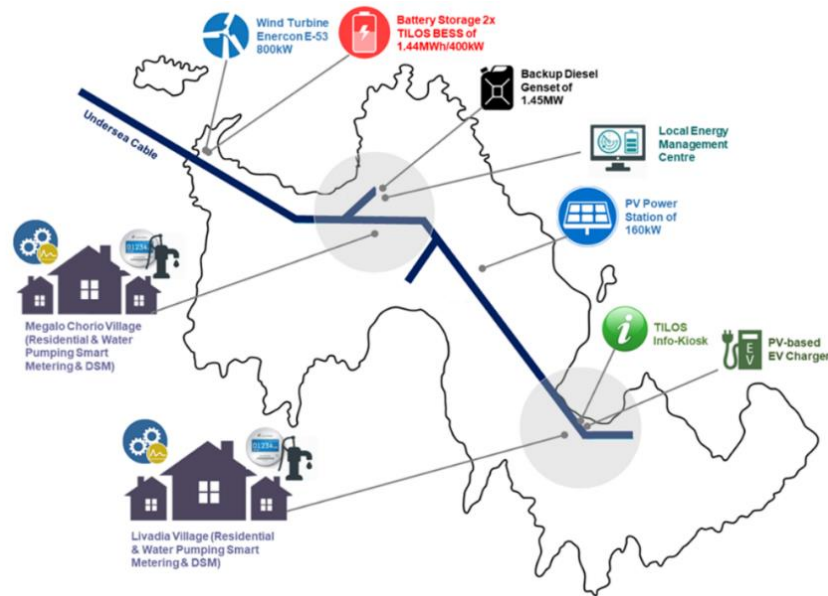 Wind Turbine
Enercon E-53
800kW
Battery Storage 2x
TILOS BESS of
1.44MWh/400kW
Backup Diesel
Genset of
1.45MW
Undersea Cable
Local Energy
Management
Centre
PV Power
Station of
160kW
Megalo Chorio Village
(Residential & Water
Pumping Smart
Metering & DSM)
TILOS
Info-Kiosk
EV
PV-based
EV Charger
Livadia Village (Residential
& Water Pumping Smart
Metering & DSM)